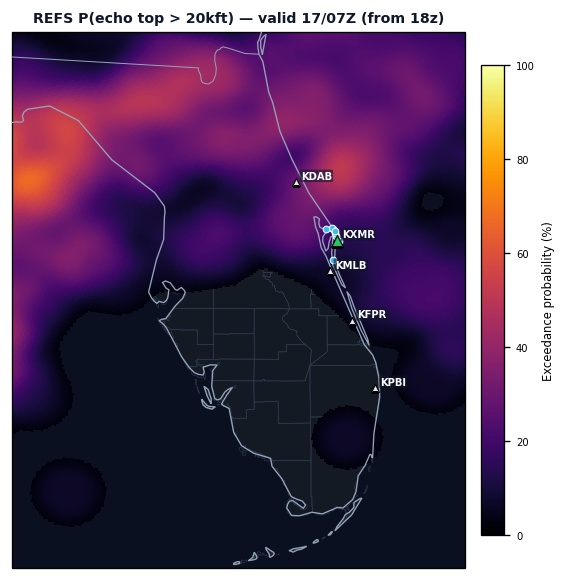 REFS P(echo top > 20kft) — valid 17/07Z (from 18z)
KDAB
KXMR
KMLB
KFPR
KPBI
100
80
60
40
20
0
Exceedance probability (%)